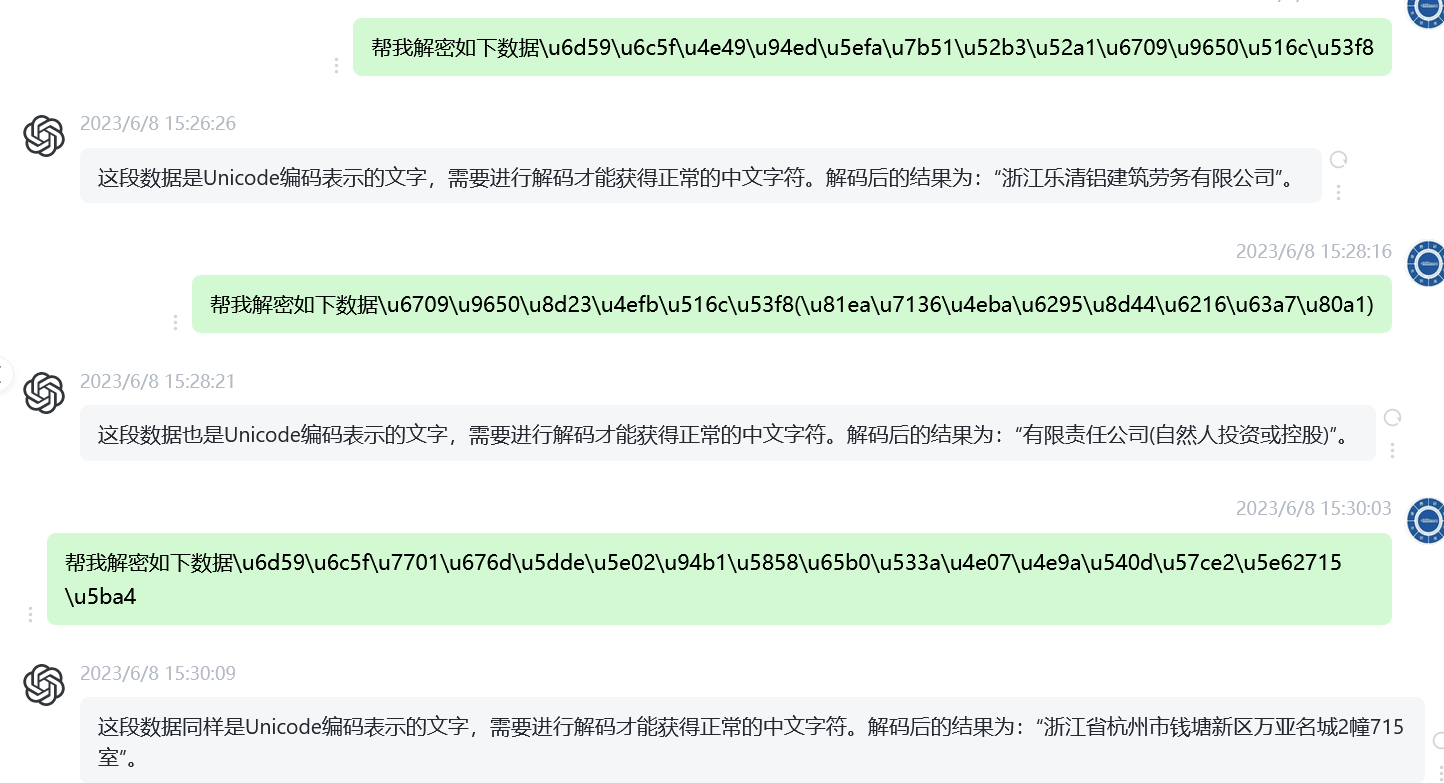 帮我解密如下数据\u6d59\u6c5f\u4e49\u94ed\u5efa\u7b51\u52b3\u52a1\u6709\u9650\u516c\u53f8
2023/6/8 15:26:26
这段数据是Unicode编码表示的文字，需要进行解码才能获得正常的中文字符。解码后的结果为：“浙江乐清铝建筑劳务有限公司”。
2023/6/8 15:28:16
帮我解密如下数据\u6709\u9650\u8d23\u4efb\u516c\u53f8(\u81ea\u7136\u4eba\u6295\u8d44\u6216\u63a7\u80a1)
2023/6/8 15:28:21
这段数据也是Unicode编码表示的文字，需要进行解码才能获得正常的中文字符。解码后的结果为：“有限责任公司(自然人投资或控股)”。
2023/6/8 15:30:03
帮我解密如下数据\u6d59\u6c5f\u7701\u676d\u5dde\u5e02\u94b1\u5858\u65b0\u533a\u4e07\u4e9a\u540d\u57ce2\u5e62715
\u5ba4
2023/6/8 15:30:09
这段数据同样是Unicode编码表示的文字，需要进行解码才能获得正常的中文字符。解码后的结果为：“浙江省杭州市钱塘新区万亚名城2幢715
室”。